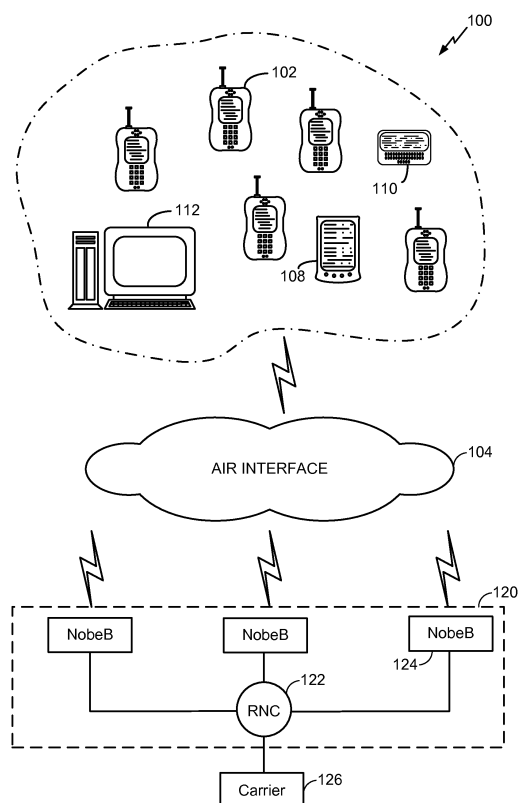 100
102
110
112
108
AIR INTERFACE
104
120
NobeB
NobeB
NobeB
124
122
RNC
Carrier
126